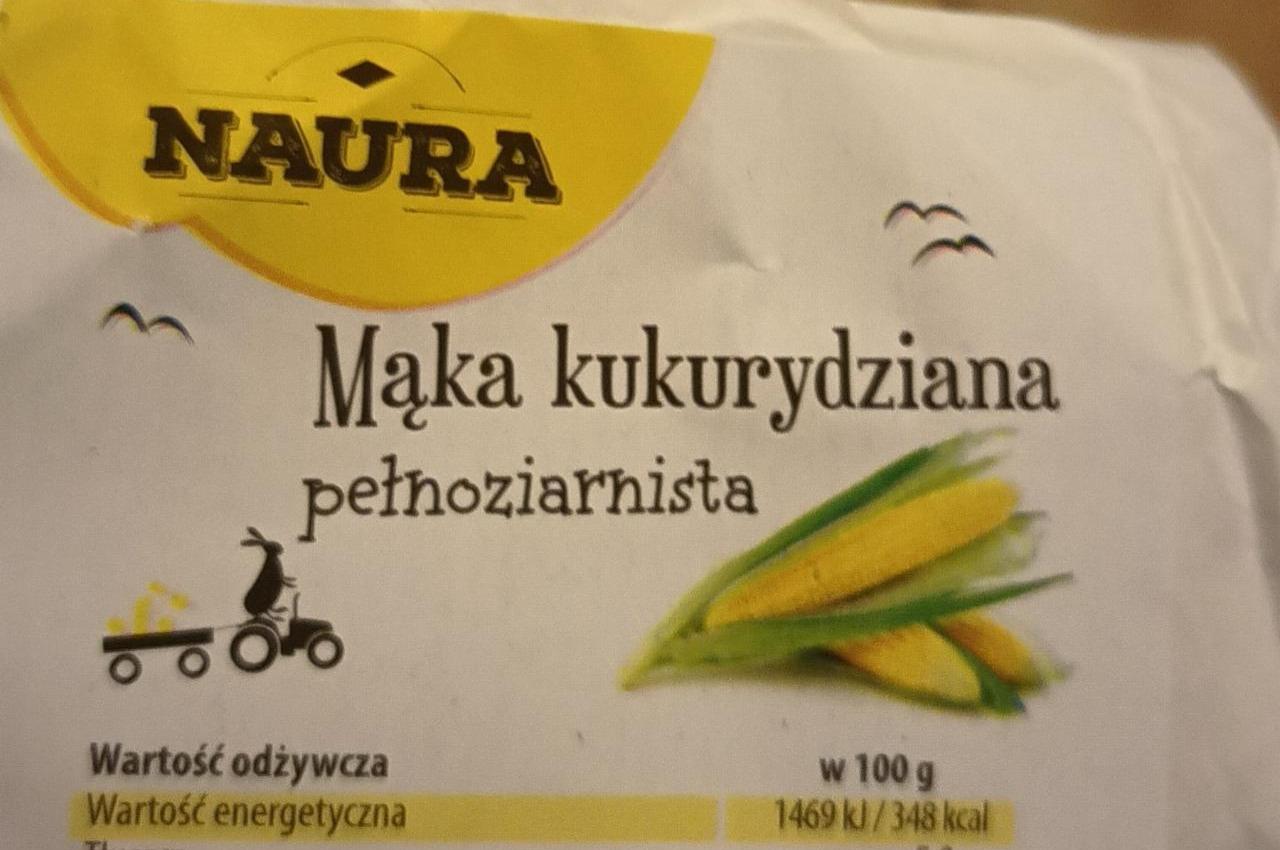 NAURA
Mąka kukurydziana
pełnoziarnista
Wartość odżywcza w 100 g
Wartość energetyczna 1469 kJ / 348 kcal